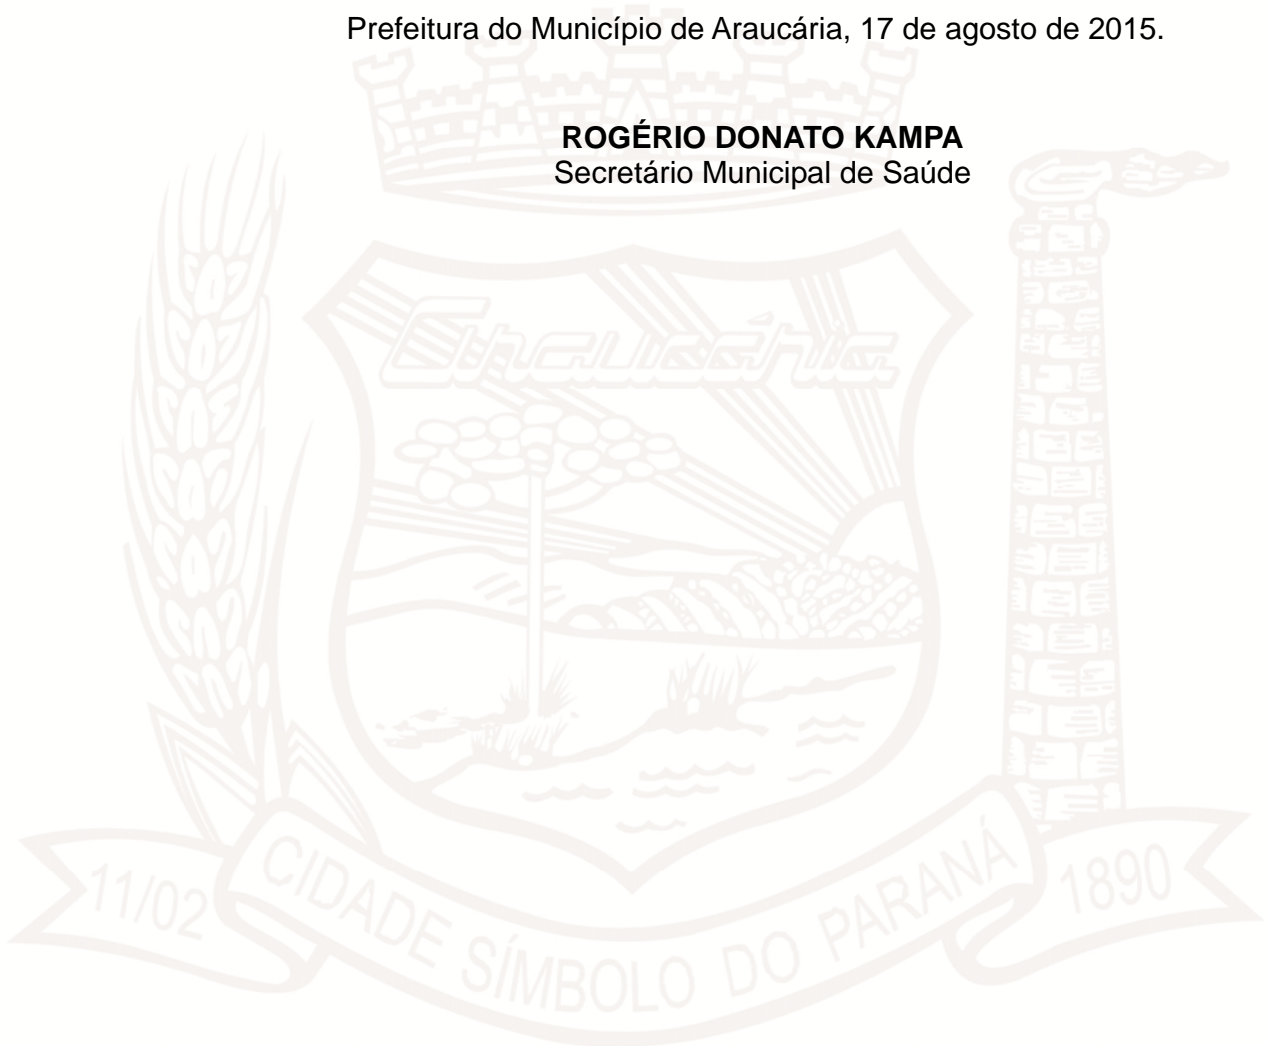 Prefeitura do Município de Araucária, 17 de agosto de 2015.
ROGÉRIO DONATO KAMPA
Secretário Municipal de Saúde
Araucária
11/02
CIDADE SÍMBOLO DO PARANÁ
1890